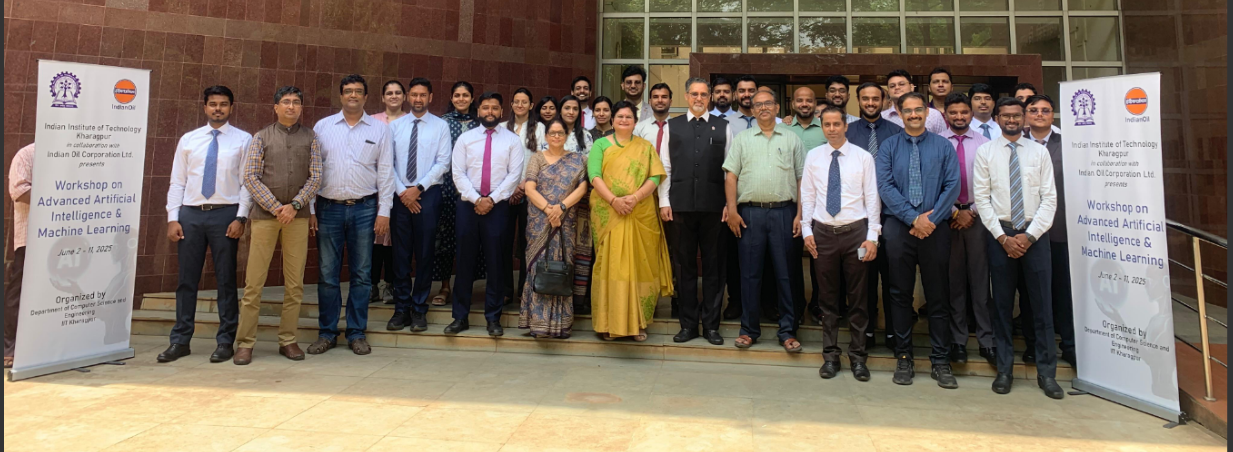 IndianOil
Indian Institute of Technology
Kharagpur
in collaboration with
Indian Oil Corporation Ltd.
presents
Workshop on
Advanced Artificial
Intelligence &
Machine Learning
June 2 - 11, 2025
AI
Organized by
Department of Computer Science and
Engineering
IIT Kharagpur
IndianOil
Indian Institute of Technology
Kharagpur
in collaboration with
Indian Oil Corporation Ltd.
presents
Workshop on
Advanced Artificial
Intelligence &
Machine Learning
June 2 - 11, 2025
AI
Organized by
Department of Computer Science and
Engineering
IIT Kharagpur